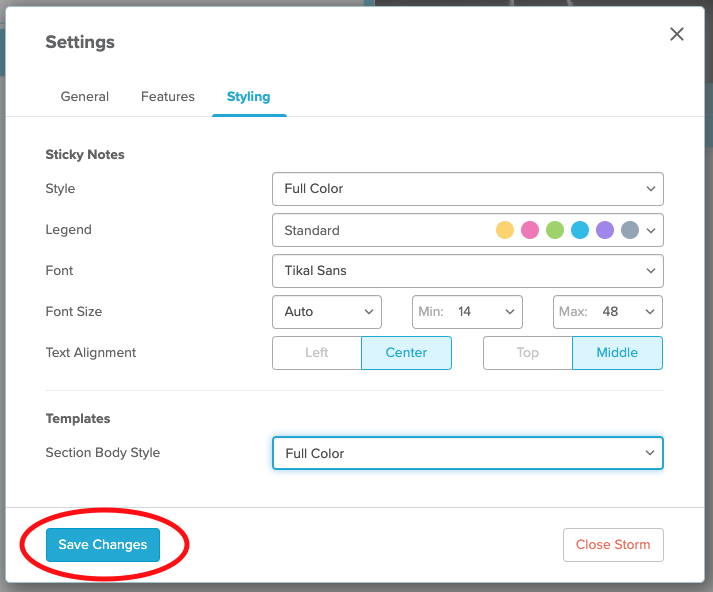 Settings
General Features Styling
Sticky Notes
Style Full Color
Legend Standard
Font Tikal Sans
Font Size Auto Min: 14 Max: 48
Text Alignment Left Center Top Middle
Templates
Section Body Style Full Color
Save Changes Close Storm